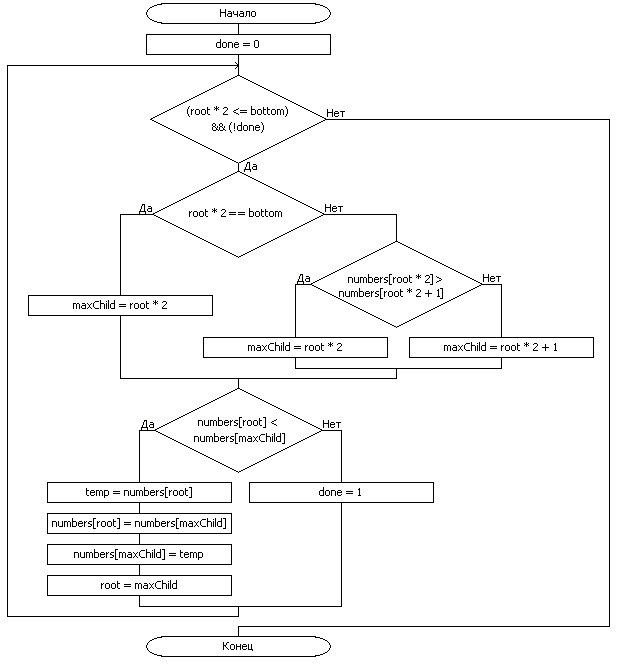 Начало
done = 0
(root * 2 <= bottom)
&& (!done)
Нет
Да
root * 2 == bottom
Да
Нет
numbers[root * 2]>
numbers[root * 2 + 1]
Да
Нет
maxChild = root * 2
maxChild = root * 2
maxChild = root * 2 + 1
numbers[root] <
numbers[maxChild]
Да
Нет
temp = numbers[root]
done = 1
numbers[root] = numbers[maxChild]
numbers[maxChild] = temp
root = maxChild
Конец